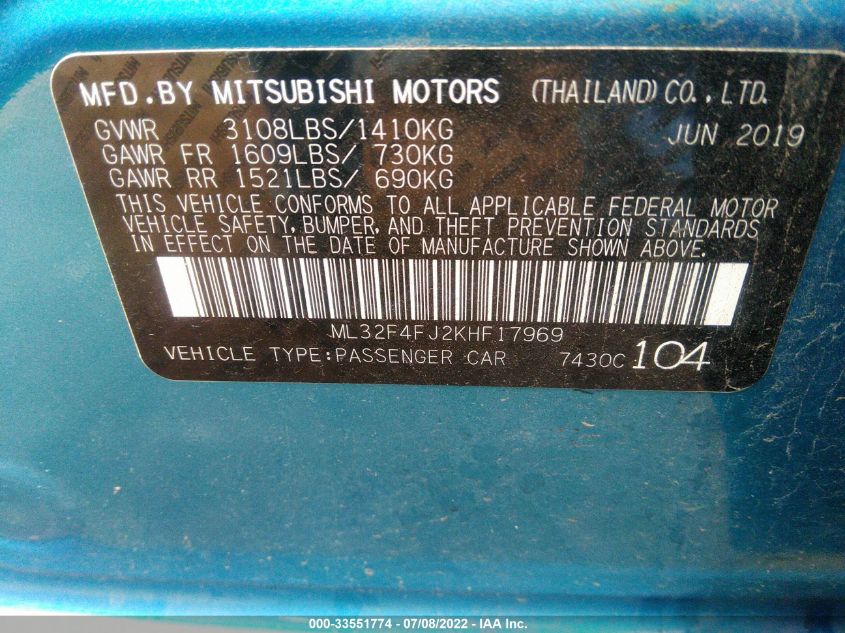 MFD.BY MITSUBISHI MOTORS (THAILAND) CO., LTD.
GVWR 3108LBS/1410KG JUN 2019
GAWR FR 1609LBS/ 730KG
GAWR RR 1521LBS/ 690KG
THIS VEHICLE CONFORMS TO ALL APPLICABLE FEDERAL MOTOR
VEHICLE SAFETY, BUMPER, AND THEFT PREVENTION STANDARDS
IN EFFECT ON THE DATE OF MANUFACTURE SHOWN ABOVE.
ML32F4FJ2KHF17969
VEHICLE TYPE:PASSENGER CAR 7430C 104
000-33551774 - 07/08/2022 - © IAA, Inc.